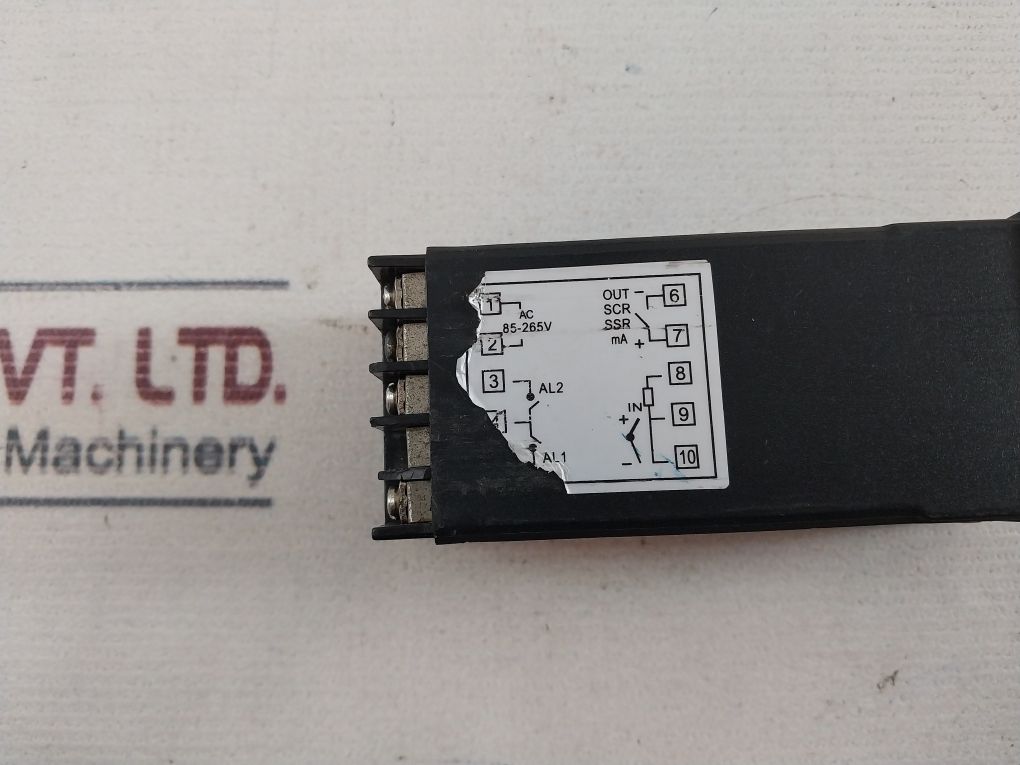 VT. LTD.
Machinery
1
AC
85-265V
2
3
AL2
4
AL1
OUT - 6
SCR
SSR
mA + 7
8
IN
+ 9
- 10